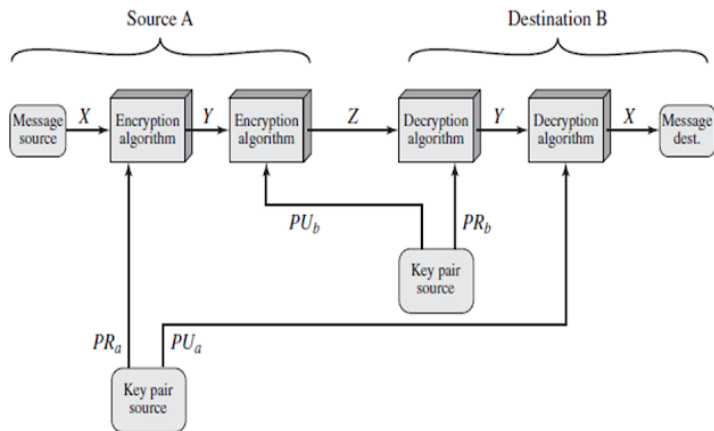 Source A
Destination B
Message
source
X
Encryption
algorithm
Y
Encryption
algorithm
Z
Decryption
algorithm
Y
Decryption
algorithm
X
Message
dest.
PUb
PRb
Key pair
source
PRa
PUa
Key pair
source